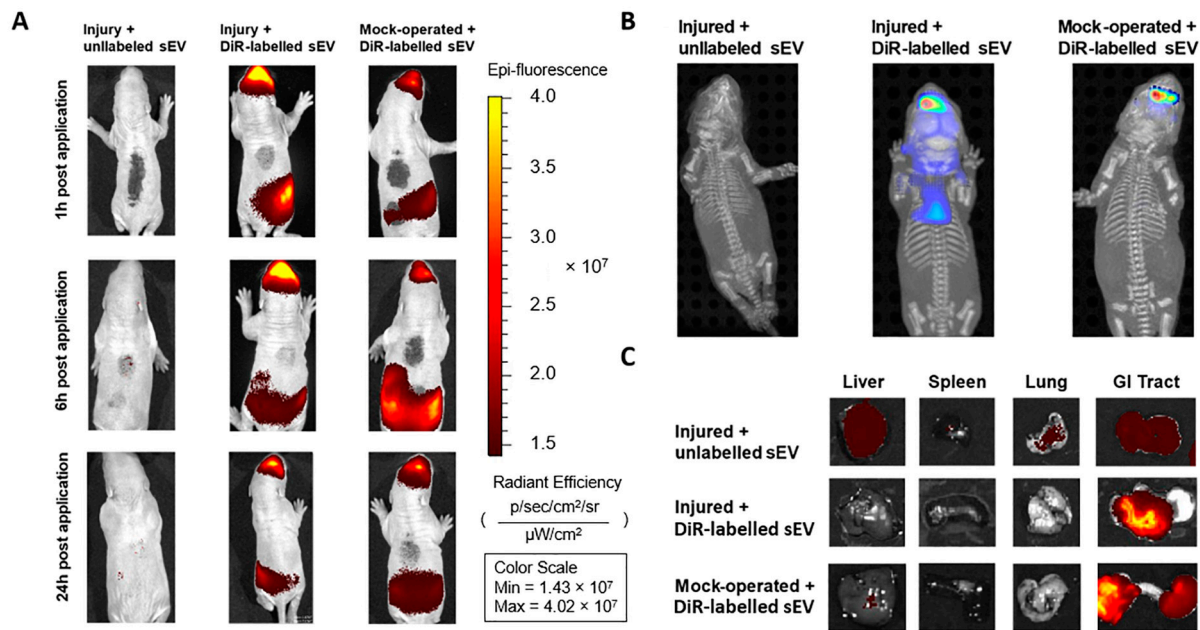 A
Injury +
unllabeled sEV
Injury +
DiR-labelled sEV
Mock-operated +
DiR-labelled sEV
1h post application
6h post application
24h post application
Epi-fluorescence
4.0
3.5
3.0
× 10⁷
2.5
2.0
1.5
Radiant Efficiency
( p/sec/cm²/sr )
µW/cm²
Color Scale
Min = 1.43 × 10⁷
Max = 4.02 × 10⁷
B
Injured +
unllabeled sEV
Injured +
DiR-labelled sEV
Mock-operated +
DiR-labelled sEV
C
Liver Spleen Lung GI Tract
Injured +
unlabelled sEV
Injured +
DiR-labelled sEV
Mock-operated +
DiR-labelled sEV